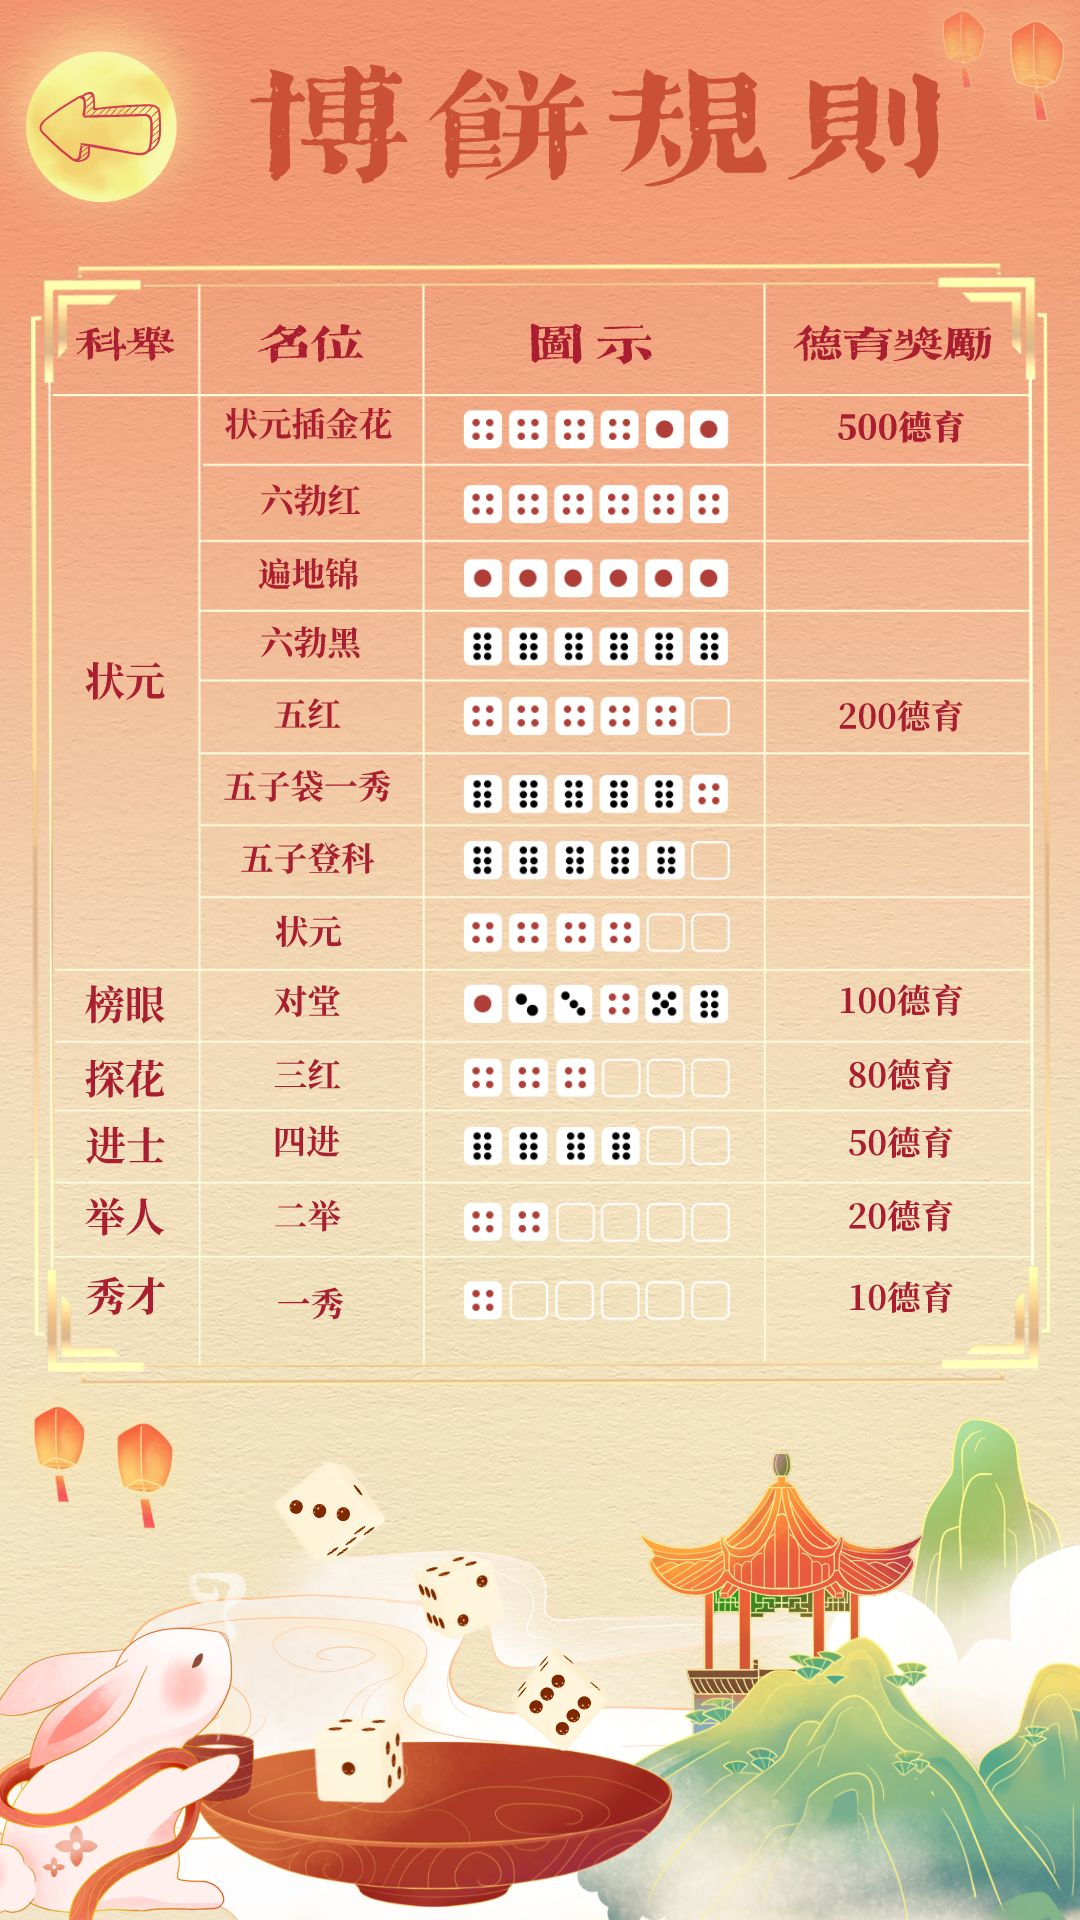 博餅規則
科舉 名位 圖示 德育獎勵
状元
状元插金花 500德育
六勃红
遍地锦
六勃黑
五红 200德育
五子袋一秀
五子登科
状元
榜眼 对堂 100德育
探花 三红 80德育
进士 四进 50德育
举人 二举 20德育
秀才 一秀 10德育